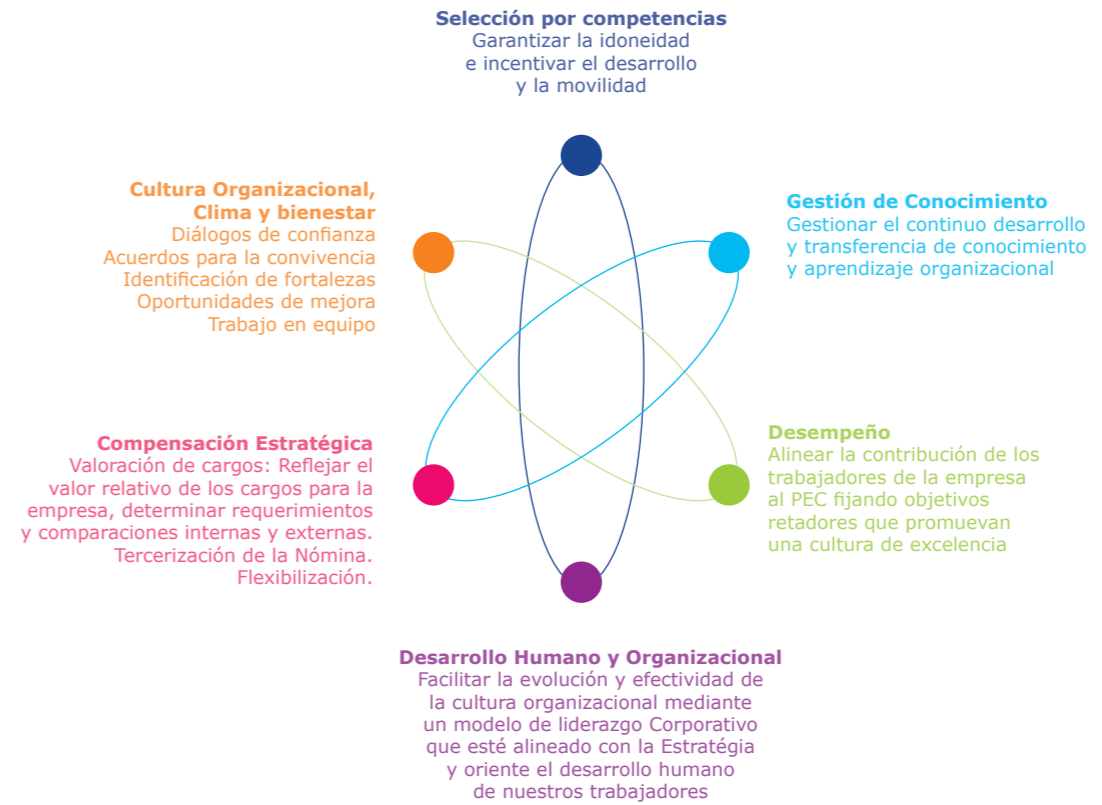 Selección por competencias
Garantizar la idoneidad
e incentivar el desarrollo
y la movilidad
Cultura Organizacional,
Clima y bienestar
Diálogos de confianza
Acuerdos para la convivencia
Identificación de fortalezas
Oportunidades de mejora
Trabajo en equipo
Gestión de Conocimiento
Gestionar el continuo desarrollo
y transferencia de conocimiento
y aprendizaje organizacional
Compensación Estratégica
Valoración de cargos: Reflejar el
valor relativo de los cargos para la
empresa, determinar requerimientos
y comparaciones internas y externas.
Tercerización de la Nómina.
Flexibilización.
Desempeño
Alinear la contribución de los
trabajadores de la empresa
al PEC fijando objetivos
retadores que promuevan
una cultura de excelencia
Desarrollo Humano y Organizacional
Facilitar la evolución y efectividad de
la cultura organizacional mediante
un modelo de liderazgo Corporativo
que esté alineado con la Estratégia
y oriente el desarrollo humano
de nuestros trabajadores